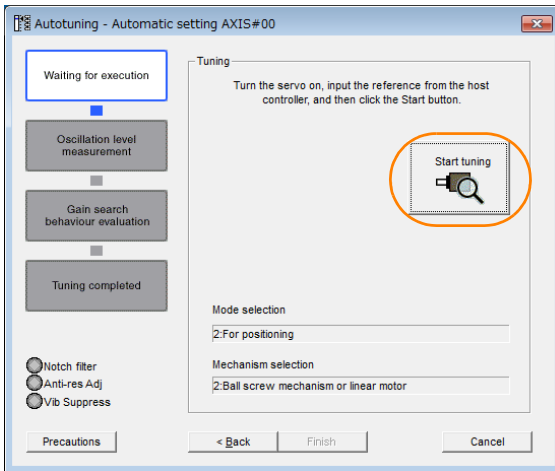 Autotuning - Automatic setting AXIS#00
Waiting for execution
Oscillation level
measurement
Gain search
behaviour evaluation
Tuning completed
Notch filter
Anti-res Adj
Vib Suppress
Precautions
Tuning
Turn the servo on, input the reference from the host
controller, and then click the Start button.
Start tuning
Mode selection
2:For positioning
Mechanism selection
2:Ball screw mechanism or linear motor
< Back
Finish
Cancel